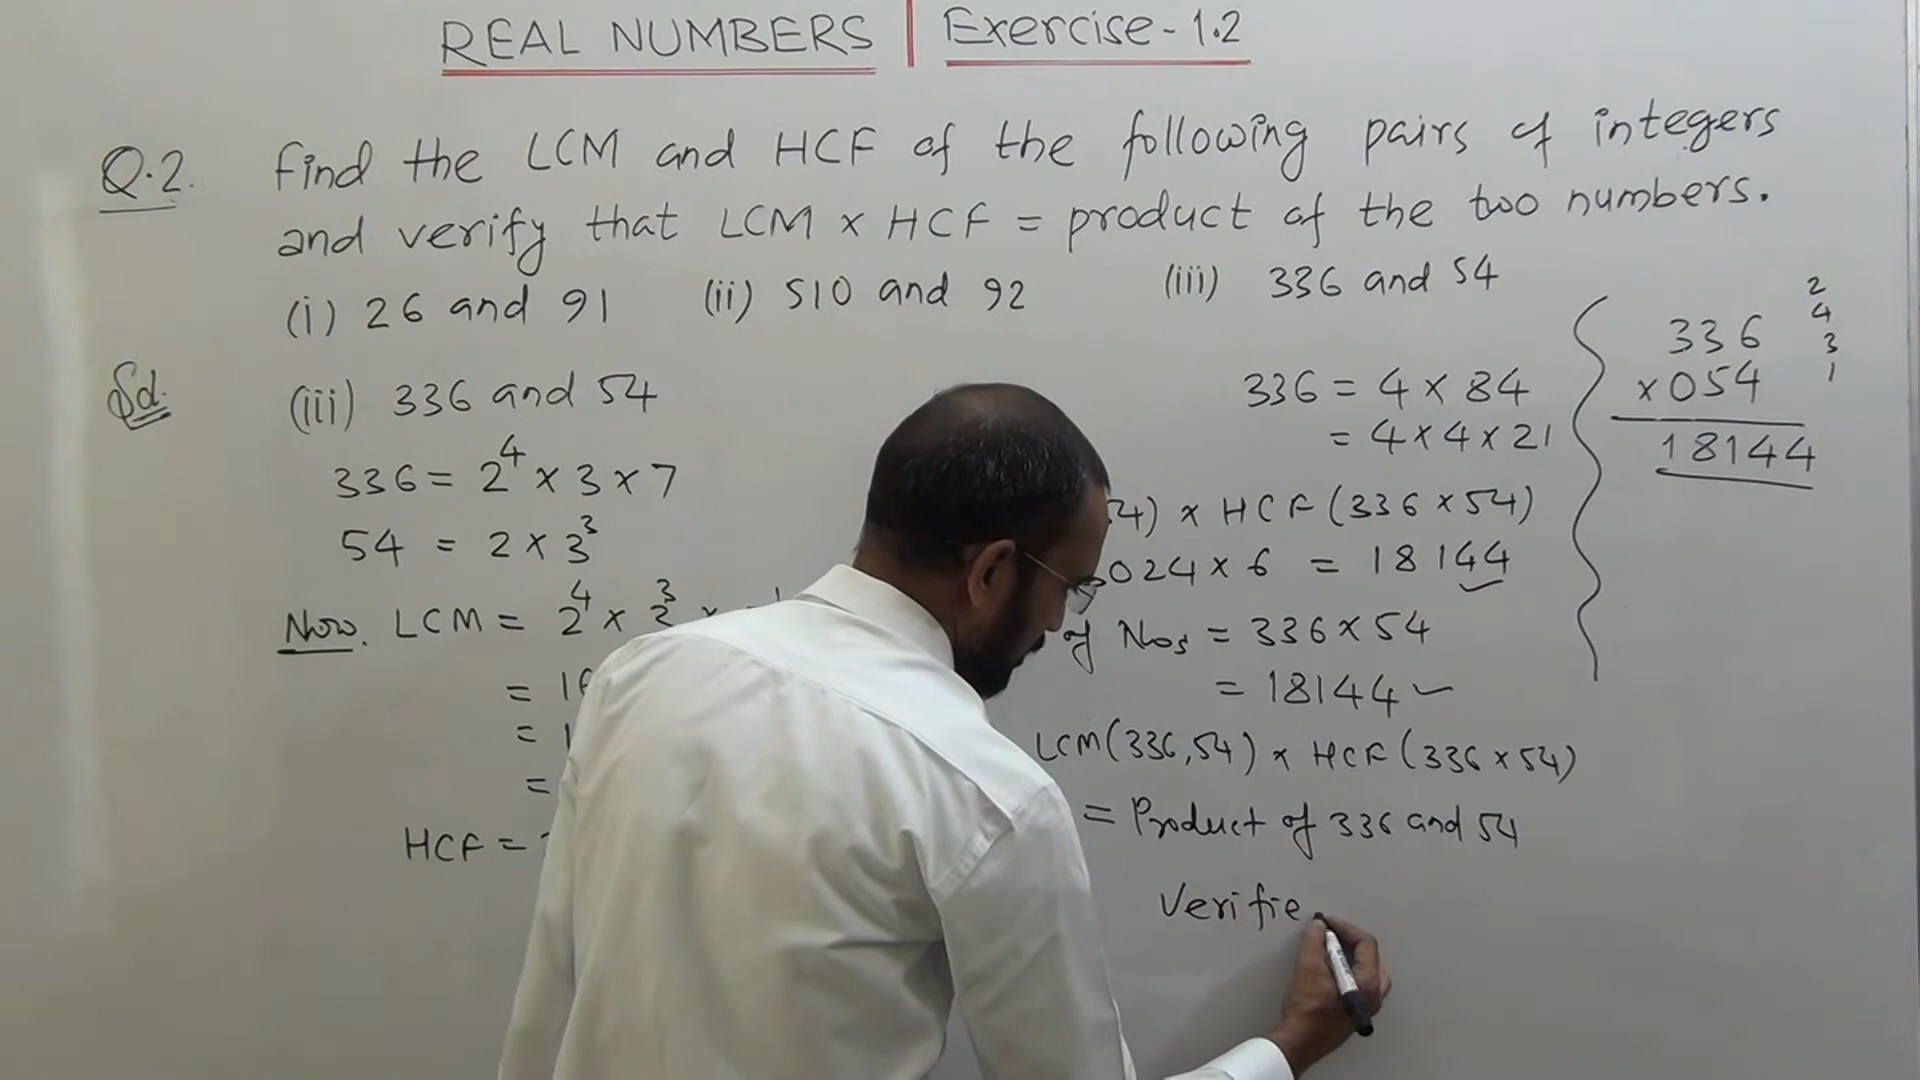 REAL NUMBERS | Exercise - 1.2
Q.2. Find the LCM and HCF of the following pairs of integers
and verify that LCM x HCF = product of the two numbers.
(i) 26 and 91 (ii) 510 and 92 (iii) 336 and 54
Sol. (iii) 336 and 54
336 = 2⁴ x 3 x 7
54 = 2 x 3³
Now. LCM =
=
=
=
HCF =
336 = 4 x 84
= 4 x 4 x 21
4) x HCF (336 x 54)
024 x 6 = 18144
of Nos = 336 x 54
= 18144 ✓
LCM (336, 54) x HCF (336 x 54)
= Product of 336 and 54
Verifie
2
4
3
1
336
x 054
18144